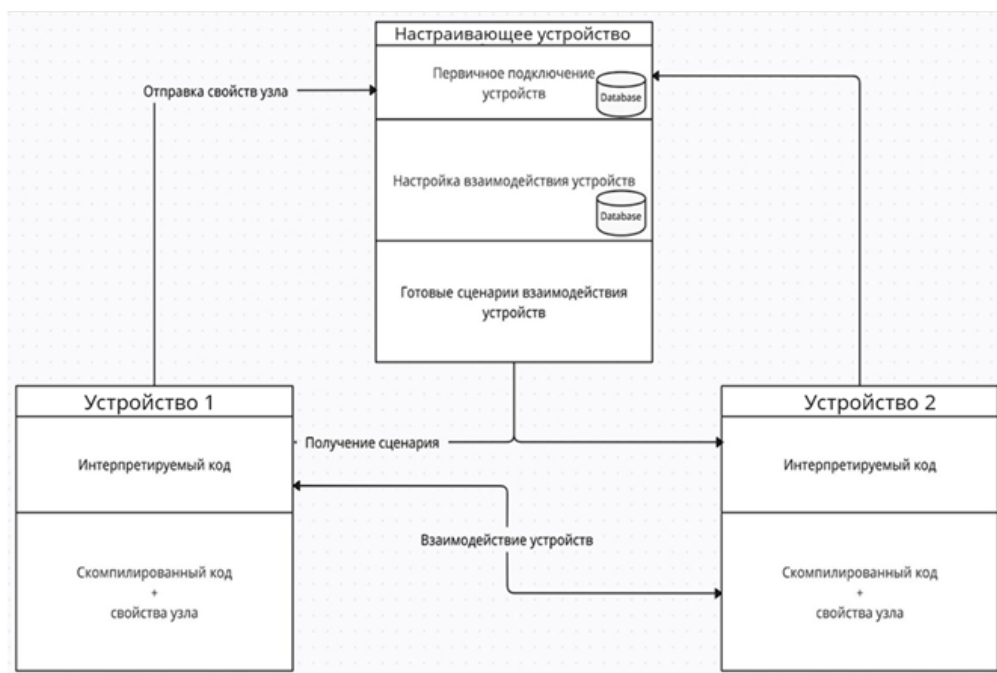 Настраивающее устройство
Первичное подключение
устройств
Database
Отправка свойств узла
Настройка взаимодействия устройств
Database
Готовые сценарии взаимодействия
устройств
Устройство 1
Устройство 2
Получение сценария
Интерпретируемый код
Интерпретируемый код
Взаимодействие устройств
Скомпилированный код
+
свойства узла
Скомпилированный код
+
свойства узла